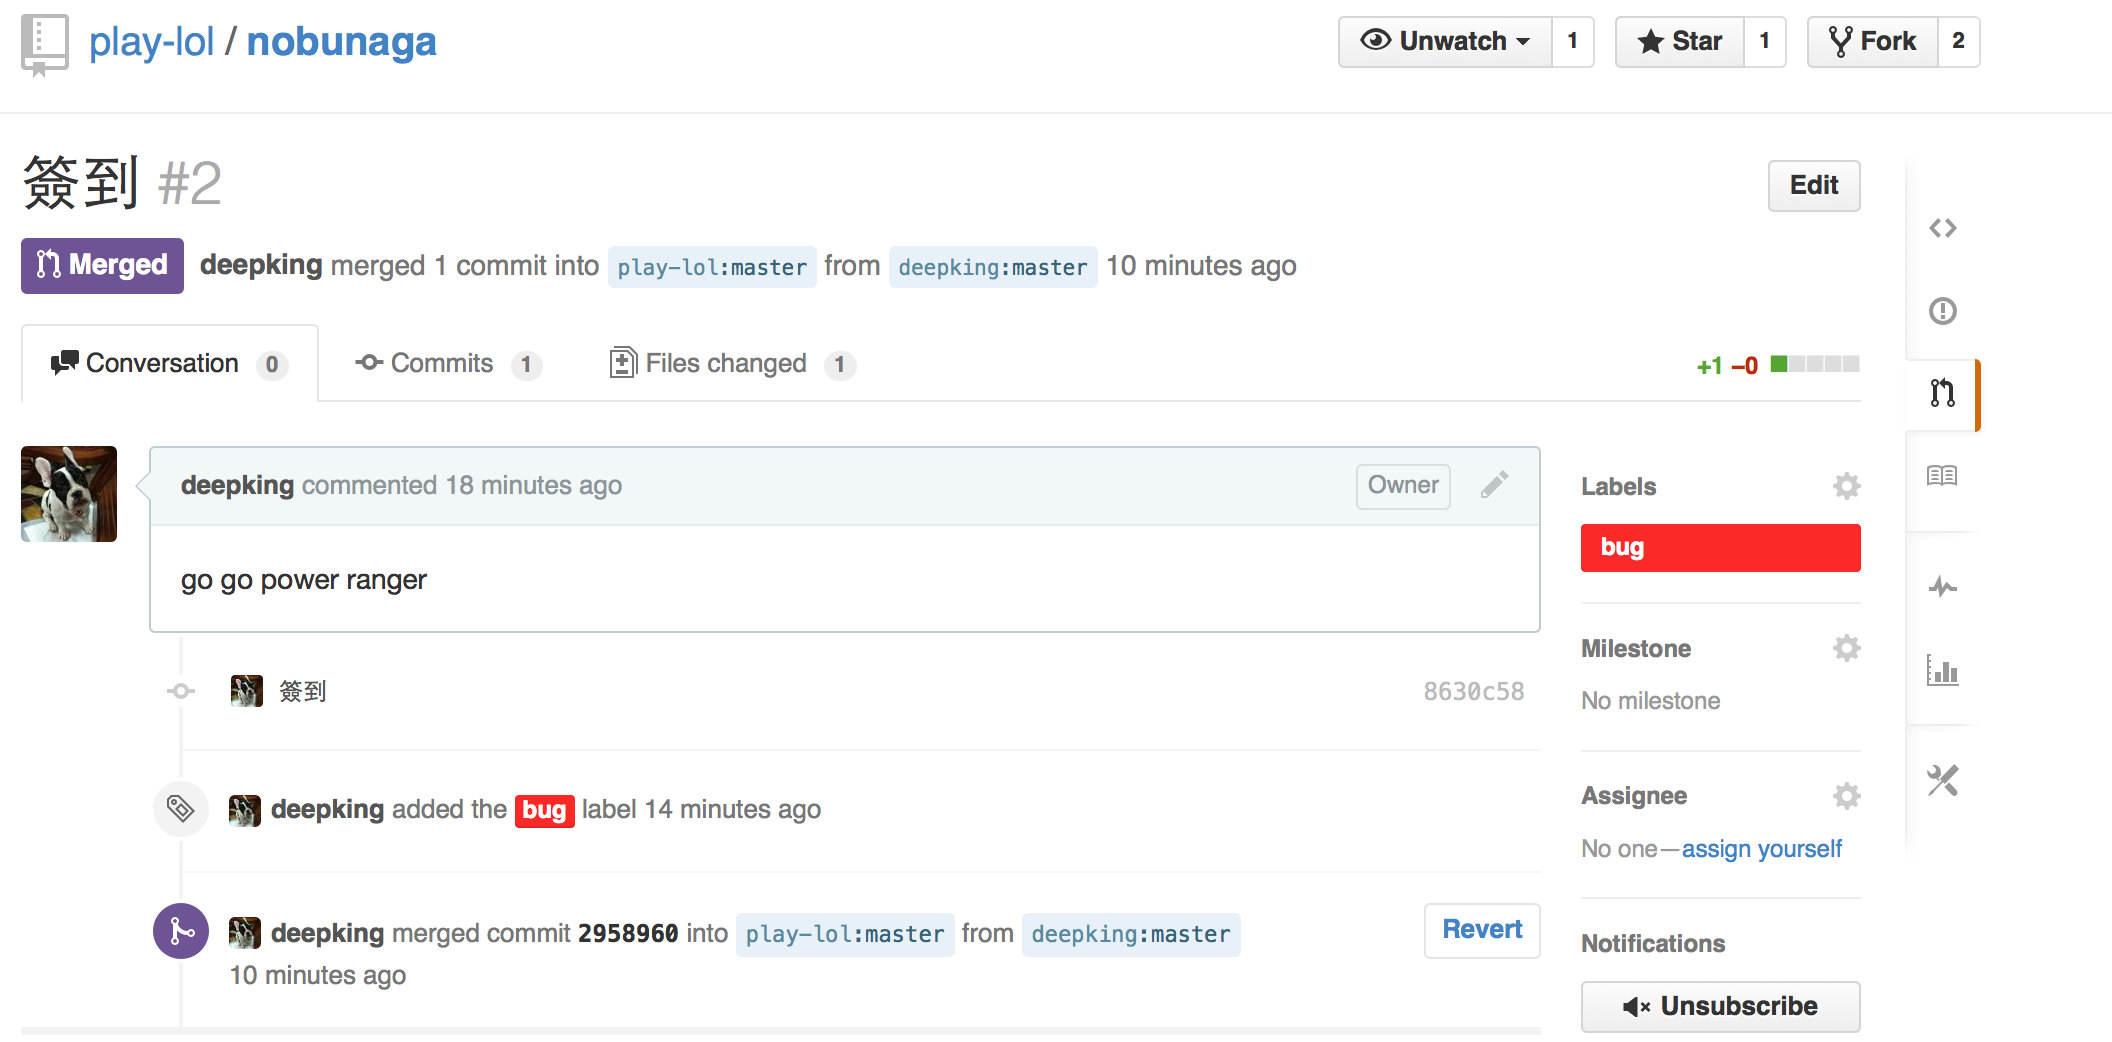 play-lol / nobunaga
Unwatch 1
Star 1
Fork 2
簽到 #2
Edit
Merged deepking merged 1 commit into play-lol:master from deepking:master 10 minutes ago
Conversation 0
Commits 1
Files changed 1
+1 −0
deepking commented 18 minutes ago
Owner
go go power ranger
簽到
8630c58
deepking added the bug label 14 minutes ago
deepking merged commit 2958960 into play-lol:master from deepking:master
10 minutes ago
Revert
Labels
bug
Milestone
No milestone
Assignee
No one—assign yourself
Notifications
Unsubscribe